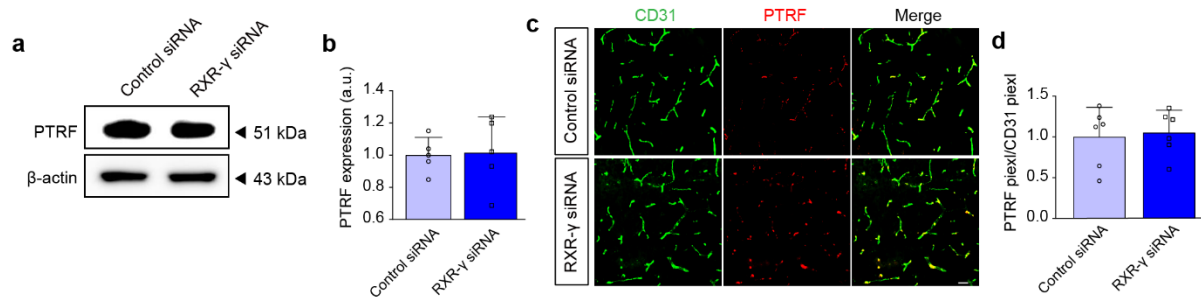 a
Control siRNA
RXR-γ siRNA
PTRF
◄ 51 kDa
β-actin
◄ 43 kDa
b
PTRF expression (a.u.)
1.4
1.2
1.0
0.8
0.6
Control siRNA
RXR-γ siRNA
c
CD31
PTRF
Merge
Control siRNA
RXR-γ siRNA
d
PTRF piexl/CD31 piexl
1.5
1.0
0.5
0.0
Control siRNA
RXR-γ siRNA